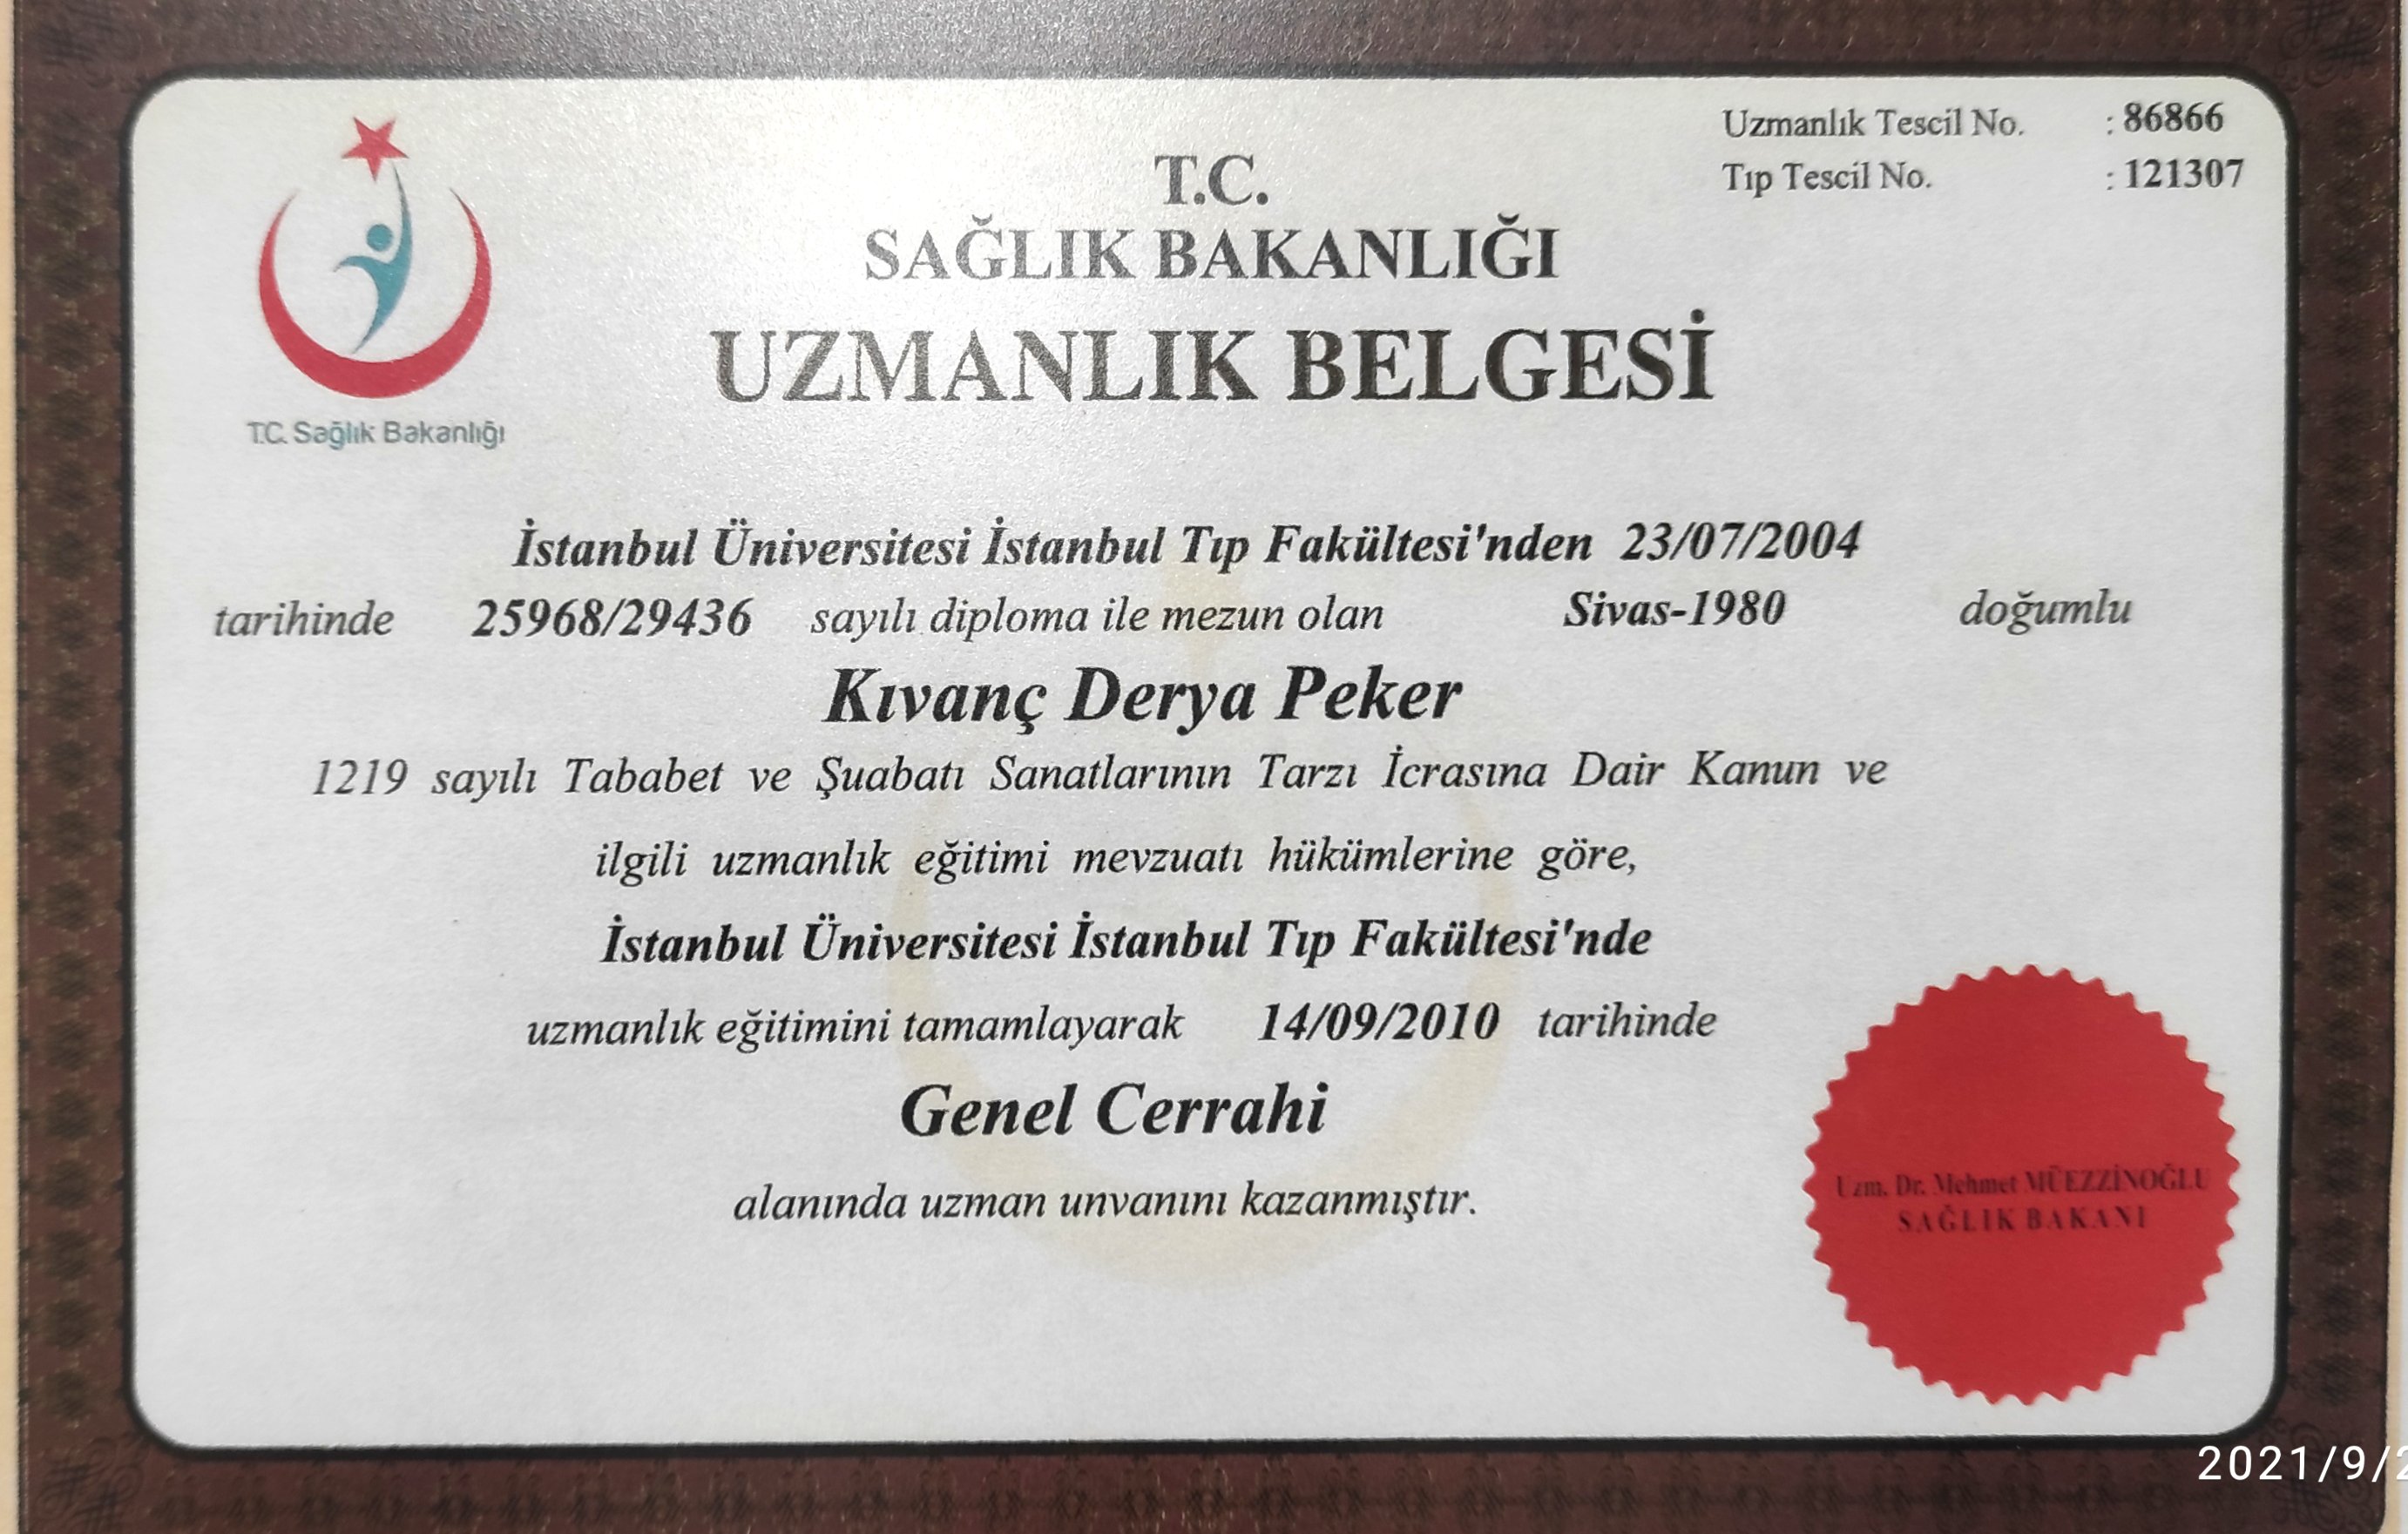 Uzmanlık Tescil No. : 86866
Tıp Tescil No. : 121307
T.C.
SAĞLIK BAKANLIĞI
UZMANLIK BELGESİ
T.C. Sağlık Bakanlığı
İstanbul Üniversitesi İstanbul Tıp Fakültesi'nden 23/07/2004
tarihinde 25968/29436 sayılı diploma ile mezun olan Sivas-1980 doğumlu
Kıvanç Derya Peker
1219 sayılı Tababet ve Şuabatı Sanatlarının Tarzı İcrasına Dair Kanun ve
ilgili uzmanlık eğitimi mevzuatı hükümlerine göre,
İstanbul Üniversitesi İstanbul Tıp Fakültesi'nde
uzmanlık eğitimini tamamlayarak 14/09/2010 tarihinde
Genel Cerrahi
alanında uzman unvanını kazanmıştır.
Uzm. Dr. Mehmet MÜEZZİNOĞLU
SAĞLIK BAKANI
2021/9/2